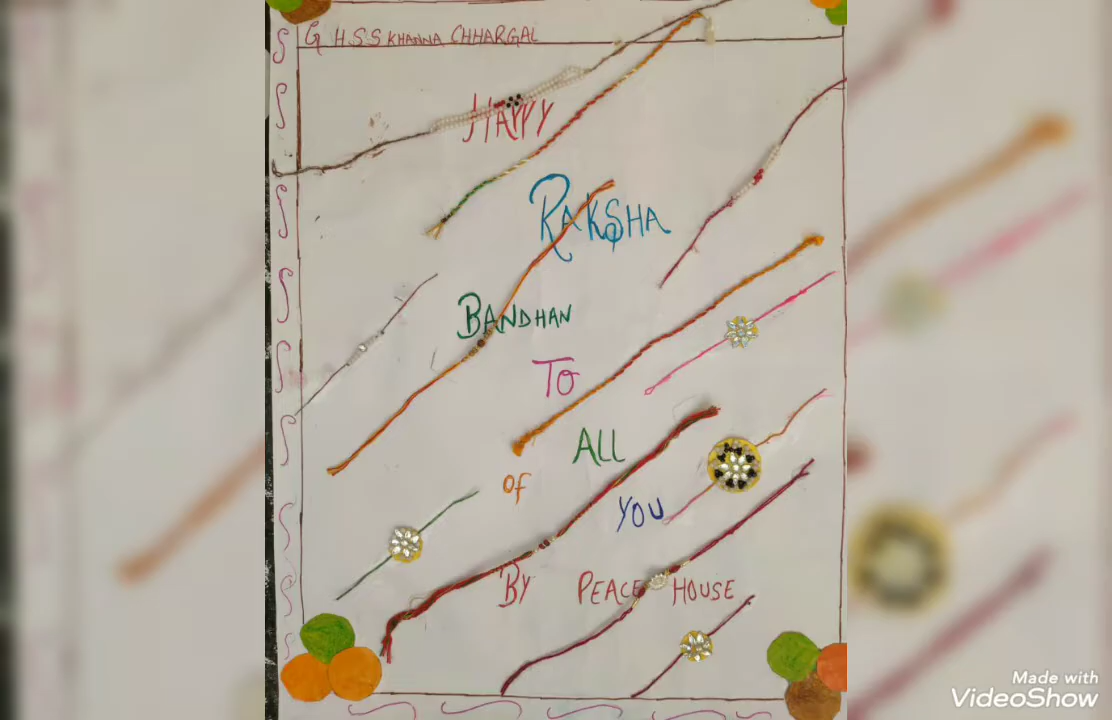 G H.S.S KHANNA CHHARGAL
HAPPY
RAKSHA
BANDHAN
TO
ALL
Of
YOU
BY PEACE HOUSE
Made with
VideoShow